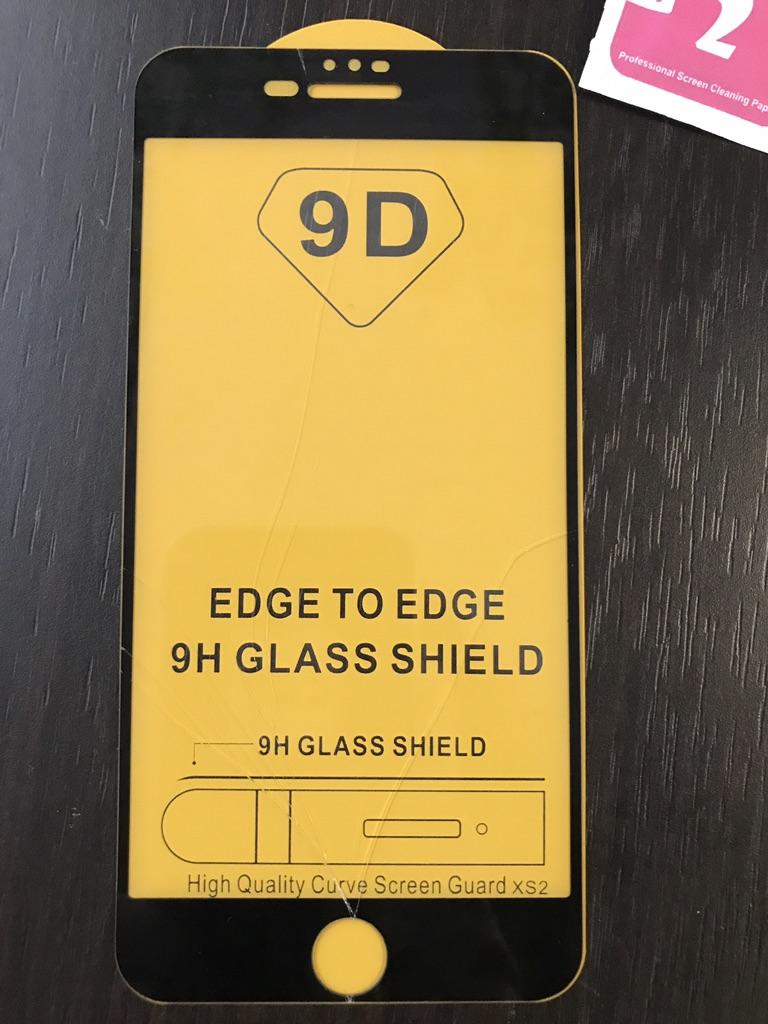 2
Professional Screen Cleaning
9D
EDGE TO EDGE
9H GLASS SHIELD
9H GLASS SHIELD
High Quality Curve Screen Guard XS2